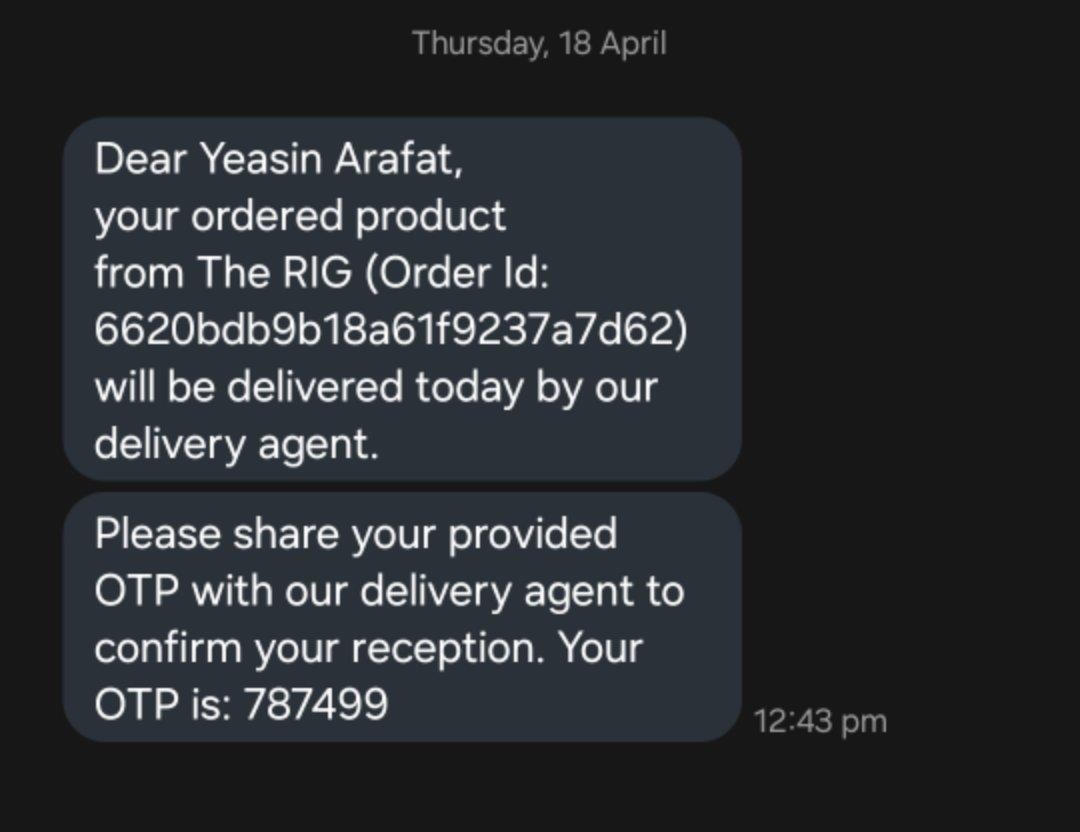 Thursday, 18 April
Dear Yeasin Arafat,
your ordered product
from The RIG (Order Id:
6620bdb9b18a61f9237a7d62)
will be delivered today by our
delivery agent.
Please share your provided
OTP with our delivery agent to
confirm your reception. Your
OTP is: 787499
12:43 pm